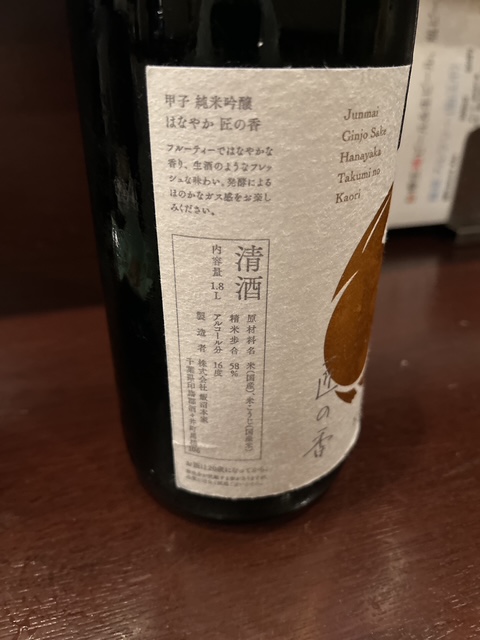 甲子 純米吟醸
はなやか 匠の香
フルーティーではなやかな
香り、生酒のようなフレッ
シュな味わい、発酵による
ほのかなガス感をお楽し
みください。
Junmai
Ginjo Sake
Hanayaka
Takumi no
Kaori
清酒
内容量 1.8L
原材料名 米(国産)、米こうじ(国産米)
精米歩合 58%
アルコール分 16度
製造者 株式会社飯沼本家
千葉県印旛郡酒々井町馬橋
匠の香